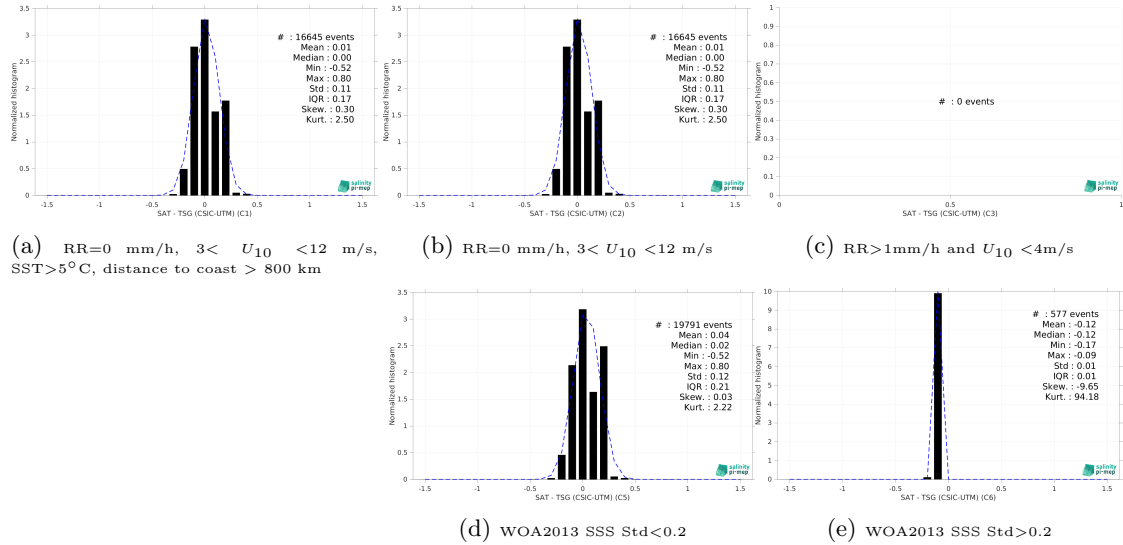 3.5
3
2.5
2
1.5
1
0.5
0
Normalized histogram
# : 16645 events
Mean : 0.01
Median : 0.00
Min : -0.52
Max : 0.80
Std : 0.11
IQR : 0.17
Skew. : 0.30
Kurt. : 2.50
salinity
pi-mep
-1.5 -1 -0.5 0 0.5 1 1.5
SAT - TSG (CSIC-UTM) (C1)
(a) RR=0 mm/h, 3< U10 <12 m/s,
SST>5°C, distance to coast > 800 km
3.5
3
2.5
2
1.5
1
0.5
0
Normalized histogram
# : 16645 events
Mean : 0.01
Median : 0.00
Min : -0.52
Max : 0.80
Std : 0.11
IQR : 0.17
Skew. : 0.30
Kurt. : 2.50
salinity
pi-mep
-1.5 -1 -0.5 0 0.5 1 1.5
SAT - TSG (CSIC-UTM) (C2)
(b) RR=0 mm/h, 3< U10 <12 m/s
1
0.9
0.8
0.7
0.6
0.5
0.4
0.3
0.2
0.1
0
Normalized histogram
# : 0 events
salinity
pi-mep
0 0.5 1
SAT - TSG (CSIC-UTM) (C3)
(c) RR>1mm/h and U10 <4m/s
3.5
3
2.5
2
1.5
1
0.5
0
Normalized histogram
# : 19791 events
Mean : 0.04
Median : 0.02
Min : -0.52
Max : 0.80
Std : 0.12
IQR : 0.21
Skew. : 0.03
Kurt. : 2.22
salinity
pi-mep
-1.5 -1 -0.5 0 0.5 1 1.5
SAT - TSG (CSIC-UTM) (C5)
(d) WOA2013 SSS Std<0.2
10
9
8
7
6
5
4
3
2
1
0
Normalized histogram
# : 577 events
Mean : -0.12
Median : -0.12
Min : -0.17
Max : -0.09
Std : 0.01
IQR : 0.01
Skew. : -9.65
Kurt. : 94.18
salinity
pi-mep
-1.5 -1 -0.5 0 0.5 1 1.5
SAT - TSG (CSIC-UTM) (C6)
(e) WOA2013 SSS Std>0.2